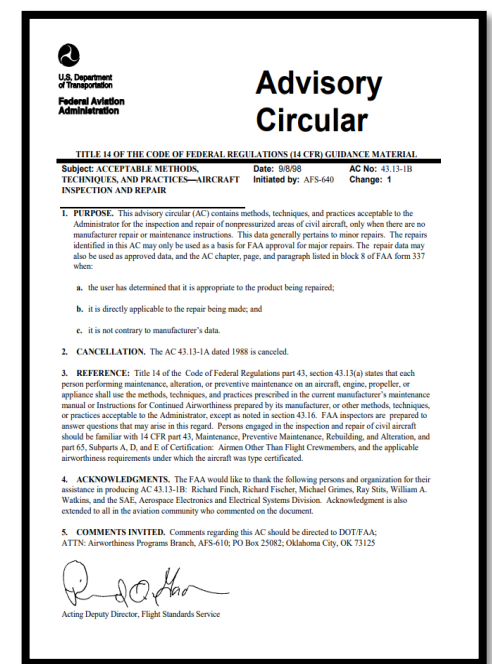 U.S. Department
of Transportation
Federal Aviation
Administration
Advisory
Circular
TITLE 14 OF THE CODE OF FEDERAL REGULATIONS (14 CFR) GUIDANCE MATERIAL
Subject: ACCEPTABLE METHODS,
TECHNIQUES, AND PRACTICES—AIRCRAFT
INSPECTION AND REPAIR
Date: 9/8/98
Initiated by: AFS-640
AC No: 43.13-1B
Change: 1
1. PURPOSE. This advisory circular (AC) contains methods, techniques, and practices acceptable to the
Administrator for the inspection and repair of nonpressurized areas of civil aircraft, only when there are no
manufacturer repair or maintenance instructions. This data generally pertains to minor repairs. The repairs
identified in this AC may only be used as a basis for FAA approval for major repairs. The repair data may
also be used as approved data, and the AC chapter, page, and paragraph listed in block 8 of FAA form 337
when:
a. the user has determined that it is appropriate to the product being repaired;
b. it is directly applicable to the repair being made; and
c. it is not contrary to manufacturer's data.
2. CANCELLATION. The AC 43.13-1A dated 1988 is canceled.
3. REFERENCE: Title 14 of the Code of Federal Regulations part 43, section 43.13(a) states that each
person performing maintenance, alteration, or preventive maintenance on an aircraft, engine, propeller, or
appliance shall use the methods, techniques, and practices prescribed in the current manufacturer's maintenance
manual or Instructions for Continued Airworthiness prepared by its manufacturer, or other methods, techniques,
or practices acceptable to the Administrator, except as noted in section 43.16. FAA inspectors are prepared to
answer questions that may arise in this regard. Persons engaged in the inspection and repair of civil aircraft
should be familiar with 14 CFR part 43, Maintenance, Preventive Maintenance, Rebuilding, and Alteration, and
part 65, Subparts A, D, and E of Certification: Airmen Other Than Flight Crewmembers, and the applicable
airworthiness requirements under which the aircraft was type certificated.
4. ACKNOWLEDGMENTS. The FAA would like to thank the following persons and organization for their
assistance in producing AC 43.13-1B: Richard Finch, Richard Fischer, Michael Grimes, Ray Stits, William A.
Watkins, and the SAE, Aerospace Electronics and Electrical Systems Division. Acknowledgment is also
extended to all in the aviation community who commented on the document.
5. COMMENTS INVITED. Comments regarding this AC should be directed to DOT/FAA;
ATTN: Airworthiness Programs Branch, AFS-610; PO Box 25082; Oklahoma City, OK 73125
Acting Deputy Director, Flight Standards Service